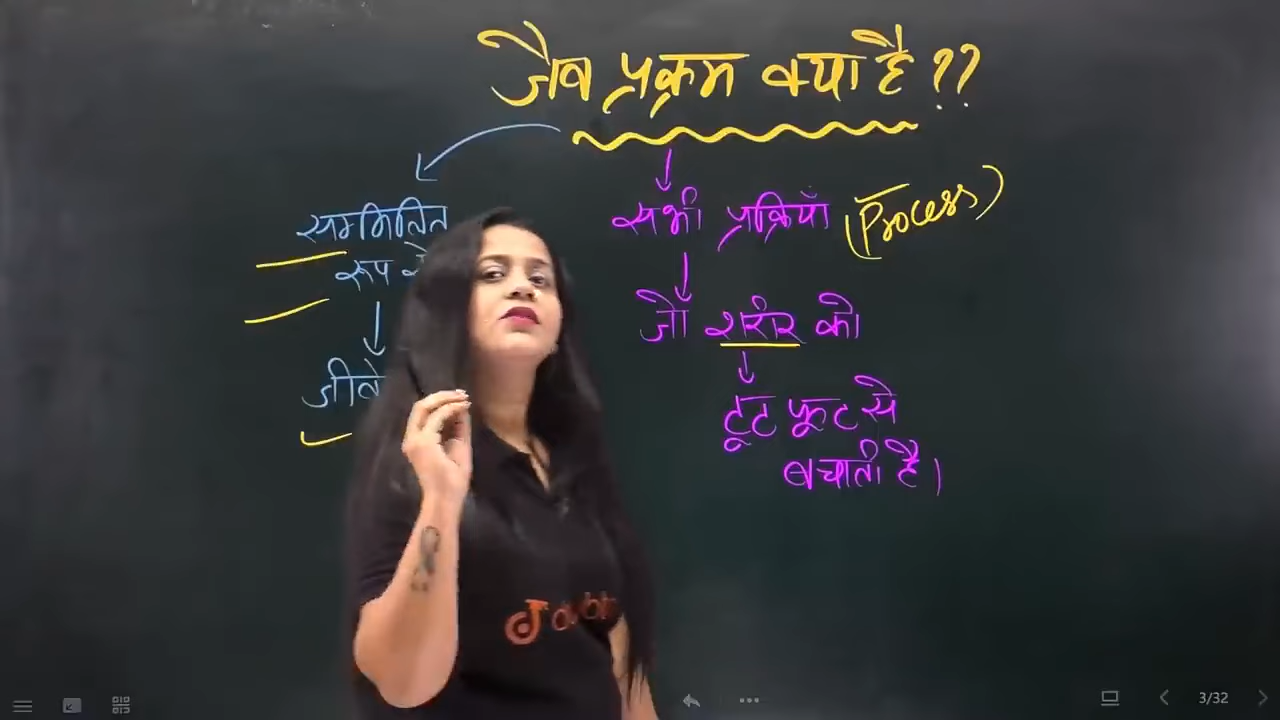 जैव प्रक्रम क्या है ??
सभी प्रक्रियाँ (Process)
जो शरीर को
टूट फूट से
बचाती है।
सम्मिलित
रूप
जीते
3/32